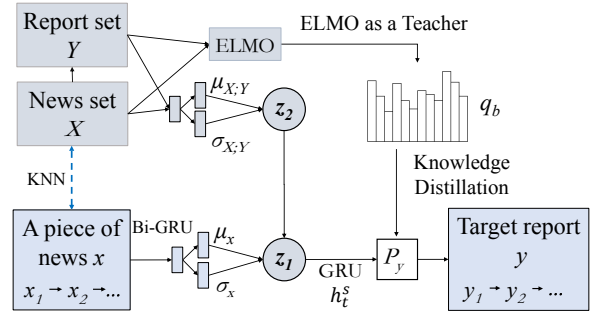 Report set
Y
ELMO
ELMO as a Teacher
News set
X
μX;Y
σX;Y
z2
qb
KNN
Knowledge
Distillation
A piece of
news x
x1 → x2 → ...
Bi-GRU
μx
σx
z1
GRU
hts
Py
Target report
y
y1 → y2 → ...